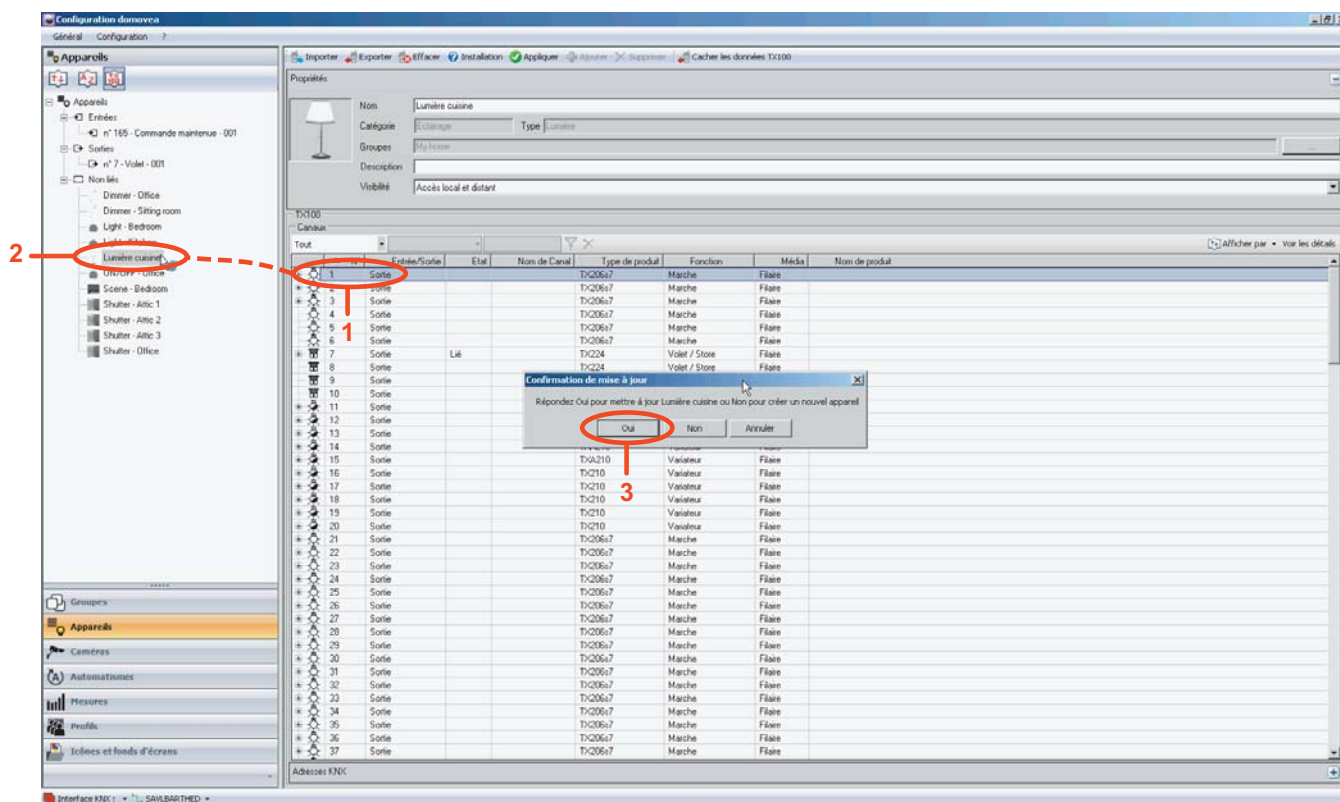 Configuration domovea
Général Configuration ?
Appareils
Importer Exporter Effacer Installation Appliquer Ajouter Supprimer Cacher les données TX100
Propriétés
Nom Lumière cuisine
Catégorie Eclairage Type Lumière
Groupes My home ...
Description
Visibilité Accès local et distant
Appareils
Entrées
n° 165 - Commande maintenue - 001
Sorties
n° 7 - Volet - 001
Non liés
Dimmer - Office
Dimmer - Sitting room
Light - Bedroom
Light - Kitchen
Lumière cuisine
ON/OFF - Office
Scene - Bedroom
Shutter - Attic 1
Shutter - Attic 2
Shutter - Attic 3
Shutter - Office
2
TX100
Canaux
Tout Afficher par Voir les détails
N° Entrée/Sortie Etat Nom de Canal Type de produit Fonction Média Nom de produit
1 Sortie TX206s7 Marche Filaire
2 Sortie TX206s7 Marche Filaire
3 Sortie TX206s7 Marche Filaire
4 Sortie TX206s7 Marche Filaire
5 Sortie TX206s7 Marche Filaire
6 Sortie TX206s7 Marche Filaire
7 Sortie Lié TX224 Volet / Store Filaire
8 Sortie TX224 Volet / Store Filaire
9 Sortie
10 Sortie
11 Sortie
12 Sortie
13 Sortie
14 Sortie
15 Sortie TXA210 Variateur Filaire
16 Sortie TX210 Variateur Filaire
17 Sortie TX210 Variateur Filaire
18 Sortie TX210 Variateur Filaire
19 Sortie TX210 Variateur Filaire
20 Sortie TX210 Variateur Filaire
21 Sortie TX206s7 Marche Filaire
22 Sortie TX206s7 Marche Filaire
23 Sortie TX206s7 Marche Filaire
24 Sortie TX206s7 Marche Filaire
25 Sortie TX206s7 Marche Filaire
26 Sortie TX206s7 Marche Filaire
27 Sortie TX206s7 Marche Filaire
28 Sortie TX206s7 Marche Filaire
29 Sortie TX206s7 Marche Filaire
30 Sortie TX206s7 Marche Filaire
31 Sortie TX206s7 Marche Filaire
32 Sortie TX206s7 Marche Filaire
33 Sortie TX206s7 Marche Filaire
34 Sortie TX206s7 Marche Filaire
35 Sortie TX206s7 Marche Filaire
36 Sortie TX206s7 Marche Filaire
37 Sortie TX206s7 Marche Filaire
1
Confirmation de mise à jour
Répondez Oui pour mettre à jour Lumière cuisine ou Non pour créer un nouvel appareil
Oui Non Annuler
3
Groupes
Appareils
Caméras
Automatismes
Mesures
Profils
Icônes et fonds d'écrans
Adresses KNX
Interface KNX : SAVLBARTHED